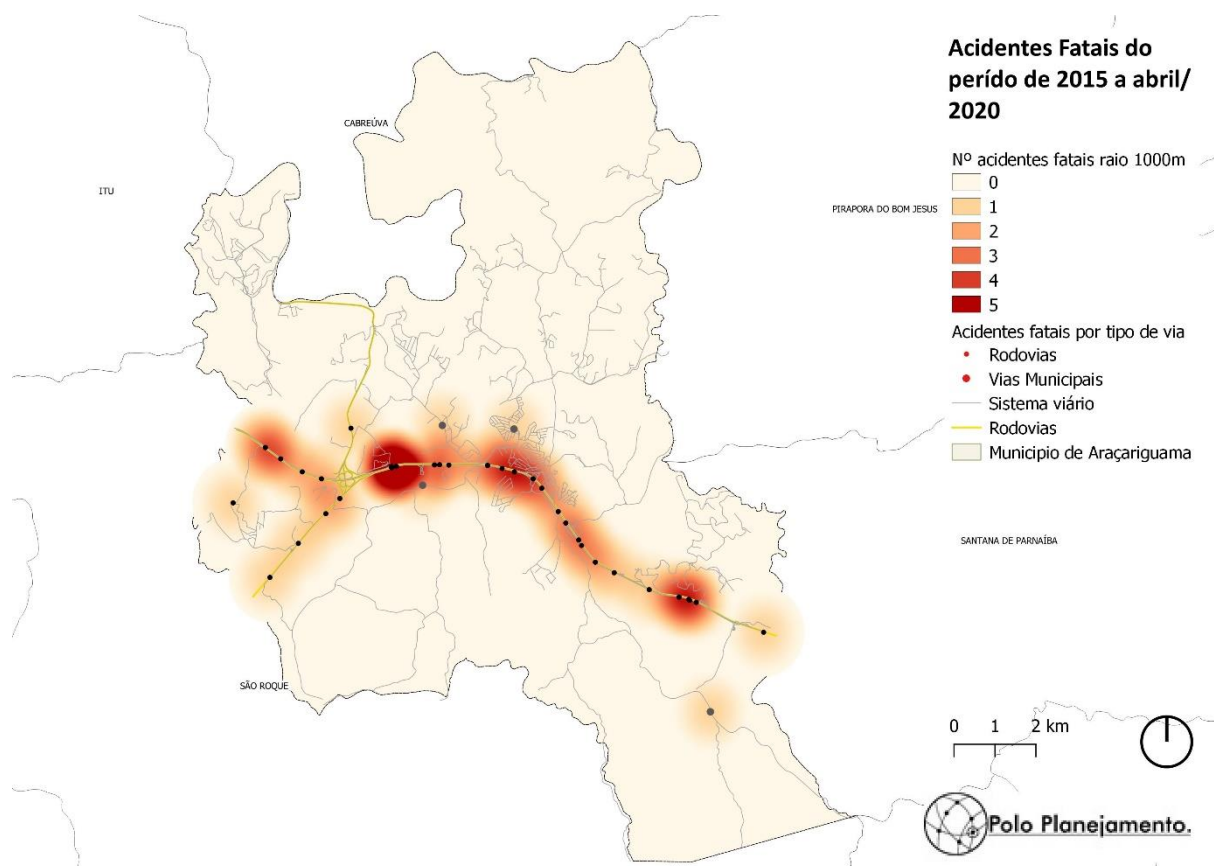 Acidentes Fatais do
perído de 2015 a abril/
2020
CABREÚVA
ITU
PIRAPORA DO BOM JESUS
Nº acidentes fatais raio 1000m
0
1
2
3
4
5
Acidentes fatais por tipo de via
Rodovias
Vias Municipais
Sistema viário
Rodovias
Municipio de Araçariguama
SANTANA DE PARNAÍBA
SÃO ROQUE
0 1 2 km
Polo Planejamento.